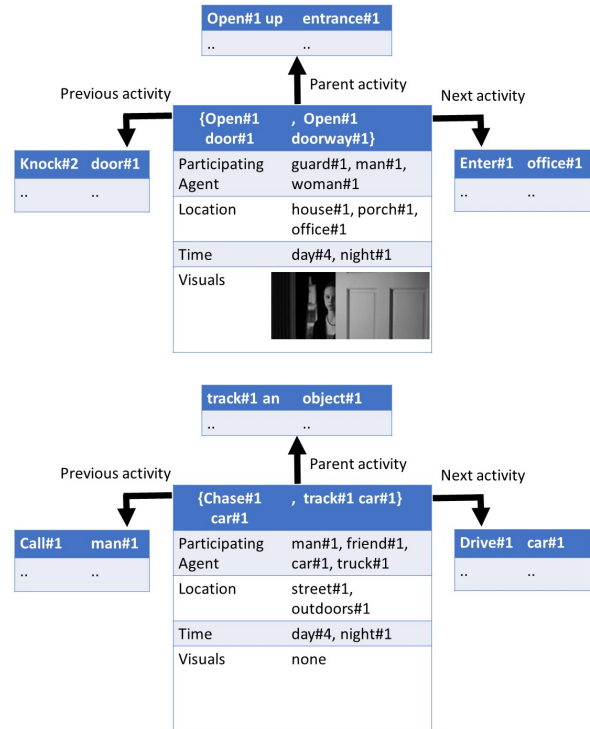 Open#1 up entrance#1
.. ..
Parent activity
Previous activity
Next activity
{Open#1 , Open#1
door#1 doorway#1}
Knock#2 door#1
.. ..
Enter#1 office#1
.. ..
Participating guard#1, man#1,
Agent woman#1
Location house#1, porch#1,
office#1
Time day#4, night#1
Visuals
track#1 an object#1
.. ..
Parent activity
Previous activity
Next activity
{Chase#1 , track#1 car#1}
car#1
Call#1 man#1
.. ..
Drive#1 car#1
.. ..
Participating man#1, friend#1,
Agent car#1, truck#1
Location street#1,
outdoors#1
Time day#4, night#1
Visuals none